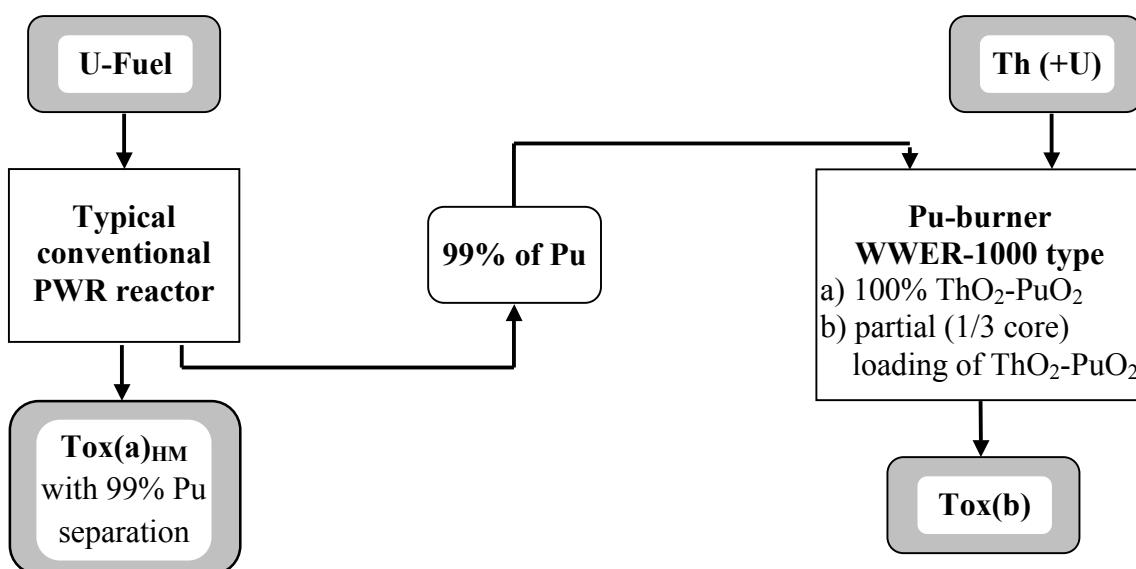 U-Fuel
Th (+U)
Typical
conventional
PWR reactor
99% of Pu
Pu-burner
WWER-1000 type
a) 100% ThO₂-PuO₂
b) partial (1/3 core)
loading of ThO₂-PuO₂
Tox(a)HM
with 99% Pu
separation
Tox(b)